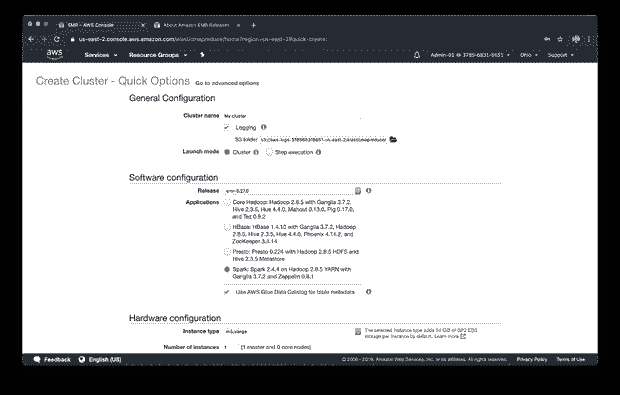 EMR – AWS Console
About Amazon EMR Releases
us-east-2.console.aws.amazon.com/elasticmapreduce/home?region=us-east-2#quick-create:
aws
Services
Resource Groups
Admin-01 @ 3785-6831-8651
Ohio
Support
Create Cluster - Quick Options
Go to advanced options
General Configuration
Cluster name
My cluster
Logging
S3 folder
Launch mode
Cluster
Step execution
Software configuration
Release
emr-5.27.0
Applications
Core Hadoop: Hadoop 2.8.5 with Ganglia 3.7.2,
Hive 2.3.5, Hue 4.4.0, Mahout 0.13.0, Pig 0.17.0,
and Tez 0.9.2
HBase: HBase 1.4.10 with Ganglia 3.7.2, Hadoop
2.8.5, Hive 2.3.5, Hue 4.4.0, Phoenix 4.14.2, and
ZooKeeper 3.4.14
Presto: Presto 0.224 with Hadoop 2.8.5 HDFS and
Hive 2.3.5 Metastore
Spark: Spark 2.4.4 on Hadoop 2.8.5 YARN with
Ganglia 3.7.2 and Zeppelin 0.8.1
Use AWS Glue Data Catalog for table metadata
Hardware configuration
Instance type
The selected instance type adds 64 GiB of GP2 EBS
storage per instance by default. Learn more
Number of instances
1
(1 master and 0 core nodes)
Feedback
English (US)
© 2008 - 2019, Amazon Web Services, Inc. or its affiliates. All rights reserved.
Privacy Policy
Terms of Use